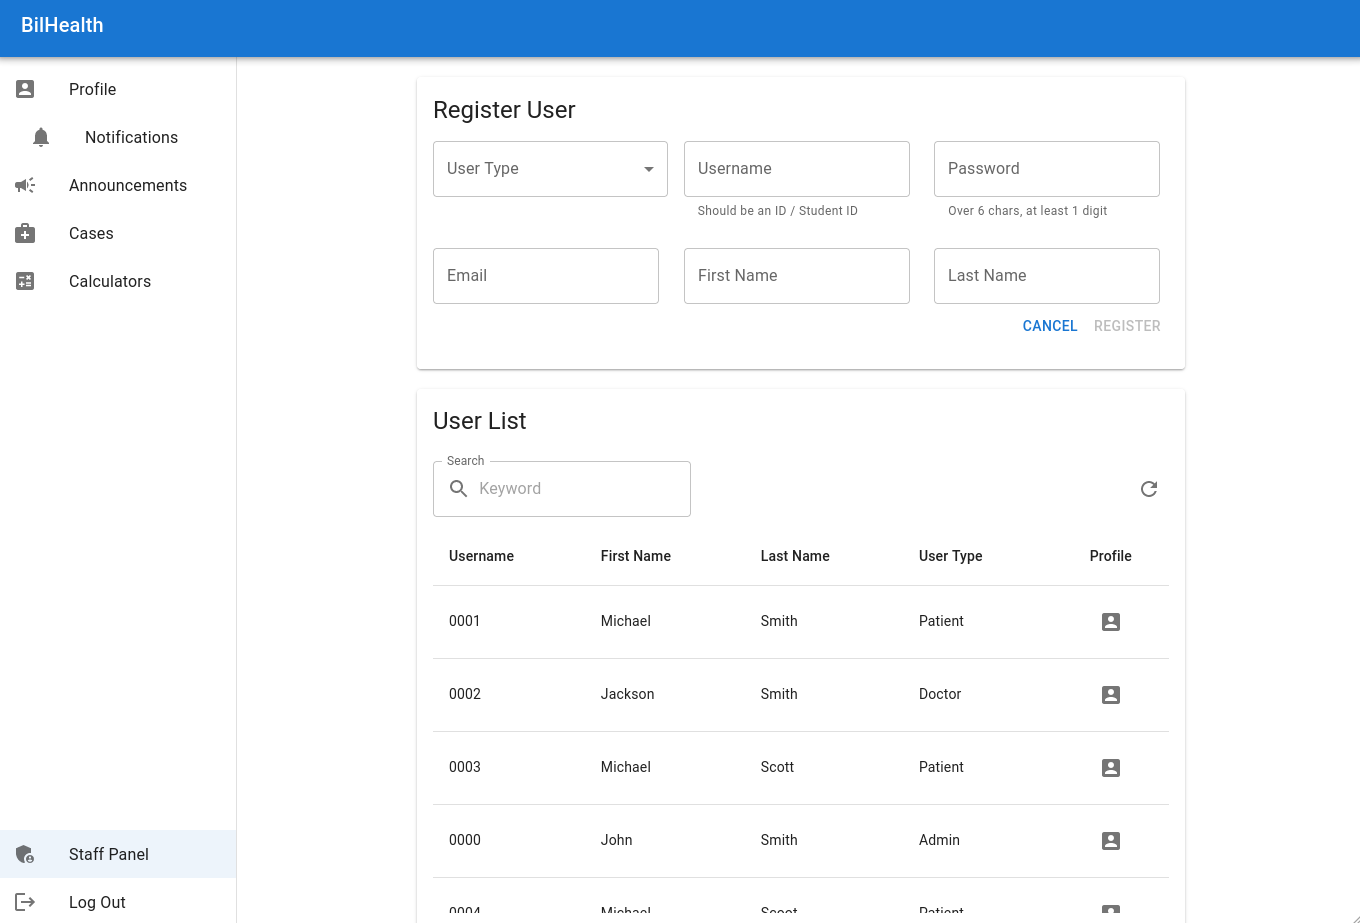 BilHealth
Profile
Notifications
Announcements
Cases
Calculators
Staff Panel
Log Out
Register User
User Type Username Password
Should be an ID / Student ID Over 6 chars, at least 1 digit
Email First Name Last Name
CANCEL REGISTER
User List
Search
Keyword
Username First Name Last Name User Type Profile
0001 Michael Smith Patient
0002 Jackson Smith Doctor
0003 Michael Scott Patient
0000 John Smith Admin
0004 Michael Patient